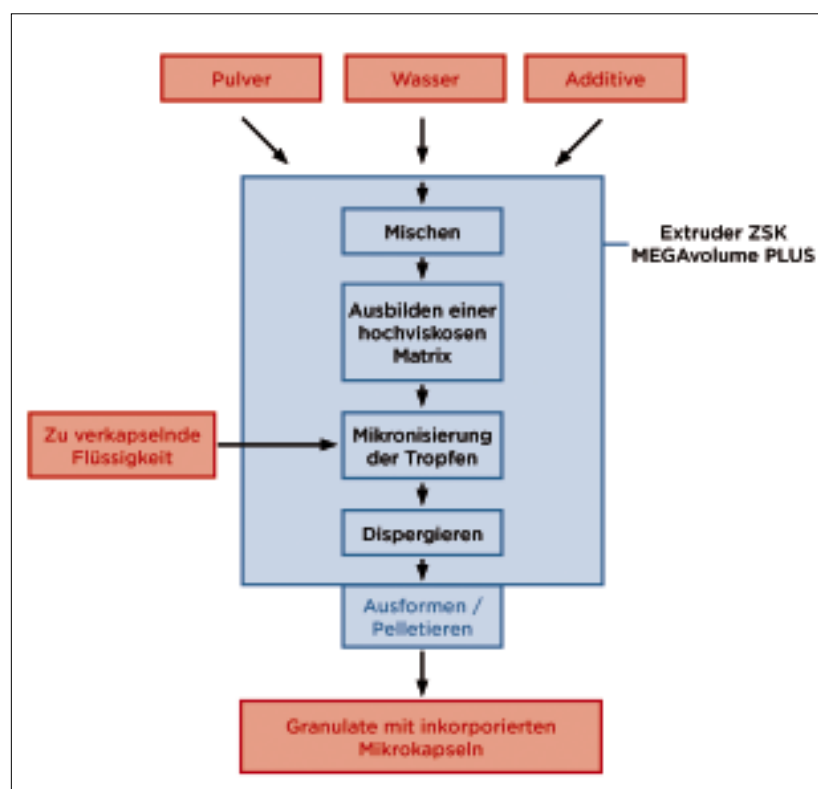 Pulver
Wasser
Additive
Mischen
Extruder ZSK
MEGAvolume PLUS
Ausbilden einer
hochviskosen
Matrix
Zu verkapselnde
Flüssigkeit
Mikronisierung
der Tropfen
Dispergieren
Ausformen /
Pelletieren
Granulate mit inkorporierten
Mikrokapseln